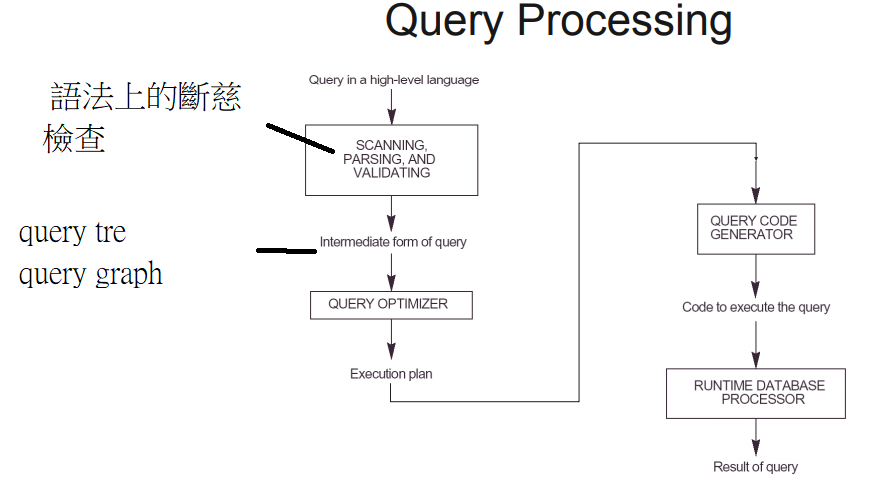 Query Processing
語法上的斷慈
檢查
query tre
query graph
Query in a high-level language
SCANNING,
PARSING, AND
VALIDATING
Intermediate form of query
QUERY OPTIMIZER
Execution plan
QUERY CODE
GENERATOR
Code to execute the query
RUNTIME DATABASE
PROCESSOR
Result of query